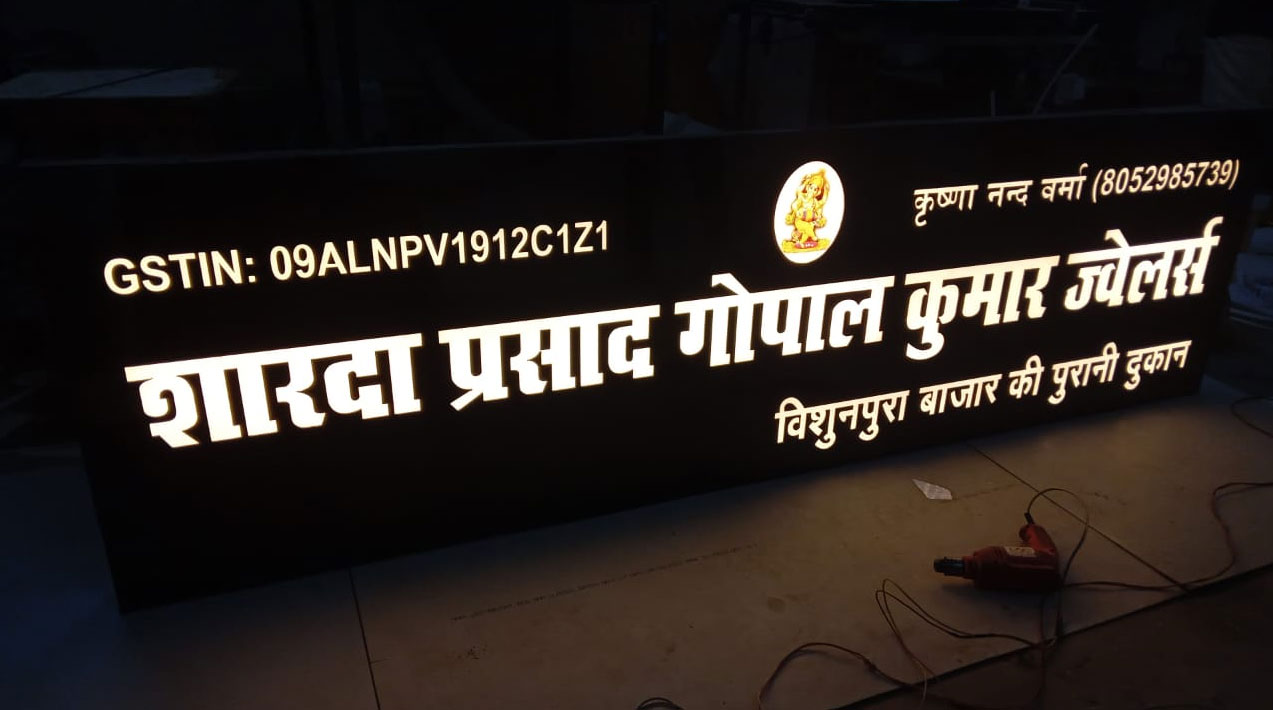 GSTIN: 09ALNPV1912C1Z1
कृष्णा नन्द वर्मा (8052985739)
शारदा प्रसाद गोपाल कुमार ज्वेलर्स
विशुनपुरा बाजार की पुरानी दुकान